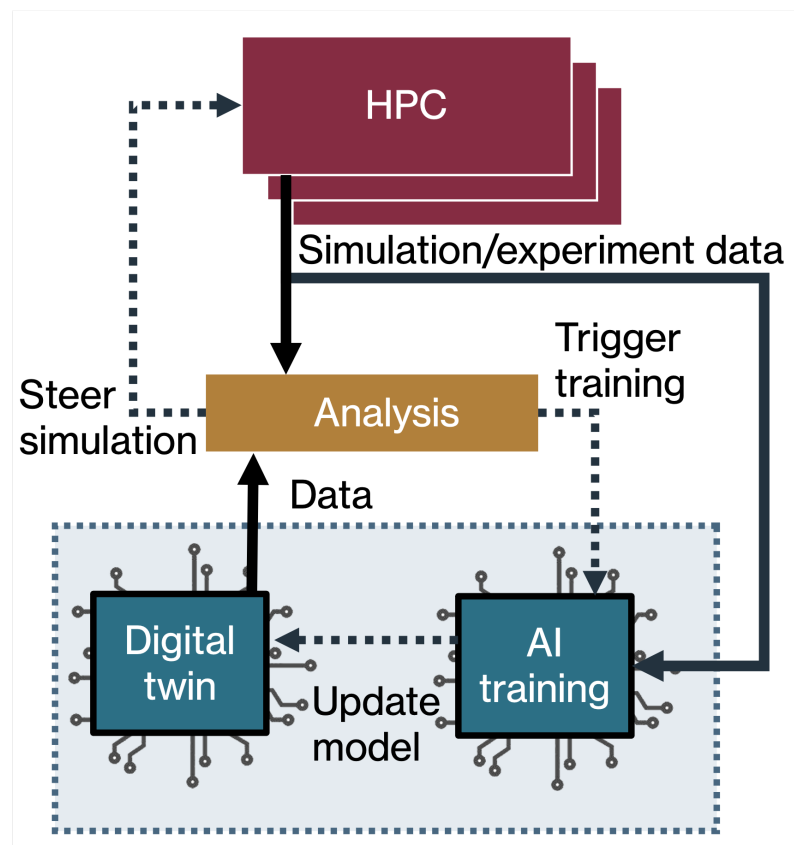 HPC
Simulation/experiment data
Trigger
training
Steer
simulation
Analysis
Data
Digital
twin
AI
training
Update
model